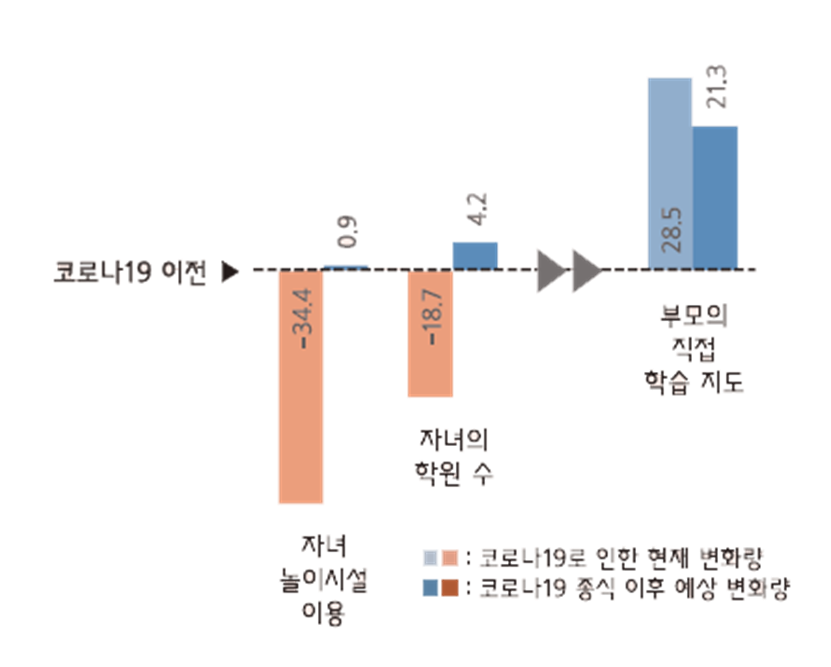 28.5
21.3
0.9
4.2
코로나19 이전 ▶
-34.4
-18.7
부모의
직접
학습 지도
자녀의
학원 수
자녀
놀이시설
이용
: 코로나19로 인한 현재 변화량
: 코로나19 종식 이후 예상 변화량